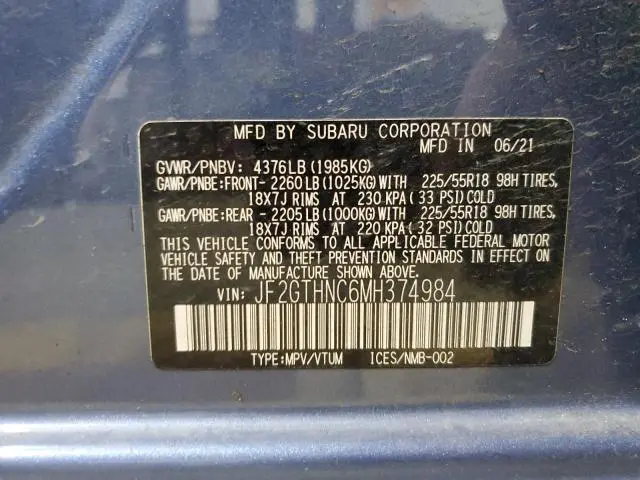 MFD BY SUBARU CORPORATION
MFD IN 06/21
GVWR/PNBV: 4376LB (1985KG)
GAWR/PNBE:FRONT- 2260 LB (1025KG) WITH 225/55R18 98H TIRES,
18X7J RIMS AT 230 KPA (33 PSI) COLD
GAWR/PNBE:REAR - 2205 LB (1000KG) WITH 225/55R18 98H TIRES,
18X7J RIMS AT 220 KPA (32 PSI) COLD
THIS VEHICLE CONFORMS TO ALL APPLICABLE FEDERAL MOTOR
VEHICLE SAFETY AND THEFT PREVENTION STANDARDS IN EFFECT
ON THE DATE OF MANUFACTURE SHOWN ABOVE.
VIN: JF2GTHNC6MH374984
TYPE:MPV/VTUM ICES/NMB-002